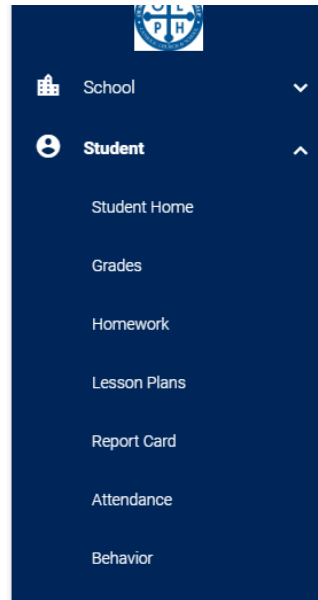 P H
School
Student
Student Home
Grades
Homework
Lesson Plans
Report Card
Attendance
Behavior